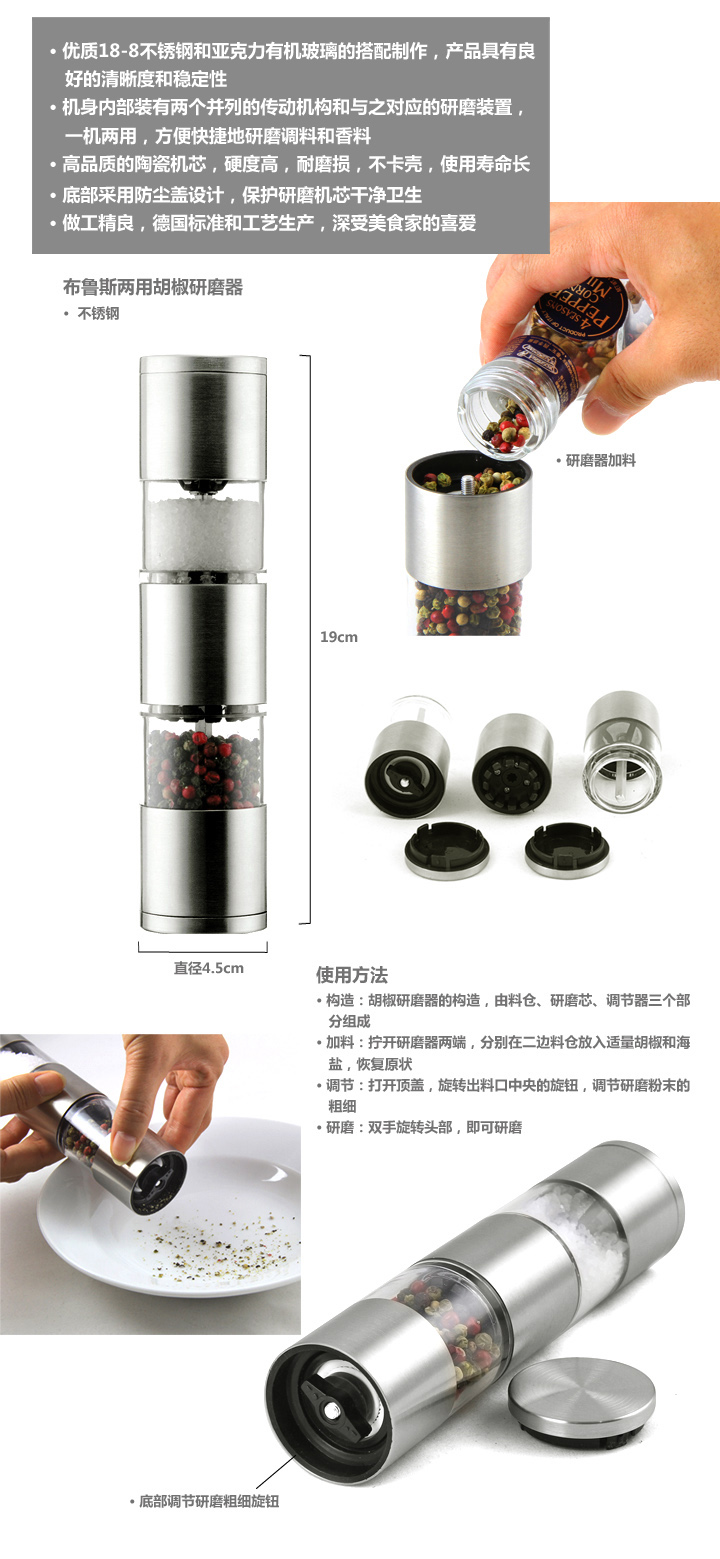 • 优质18-8不锈钢和亚克力有机玻璃的搭配制作，产品具有良
好的清晰度和稳定性
• 机身内部装有两个并列的传动机构和与之对应的研磨装置，
一机两用，方便快捷地研磨调料和香料
• 高品质的陶瓷机芯，硬度高，耐磨损，不卡壳，使用寿命长
• 底部采用防尘盖设计，保护研磨机芯干净卫生
• 做工精良，德国标准和工艺生产，深受美食家的喜爱
布鲁斯两用胡椒研磨器
• 不锈钢
4 SEASONS
PEPPER
CORN
MILL
PRODUCT OF ITALY
• 研磨器加料
19cm
直径4.5cm
使用方法
• 构造：胡椒研磨器的构造，由料仓、研磨芯、调节器三个部
分组成
• 加料：拧开研磨器两端，分别在二边料仓放入适量胡椒和海
盐，恢复原状
• 调节：打开顶盖，旋转出料口中央的旋钮，调节研磨粉末的
粗细
• 研磨：双手旋转头部，即可研磨
• 底部调节研磨粗细旋钮